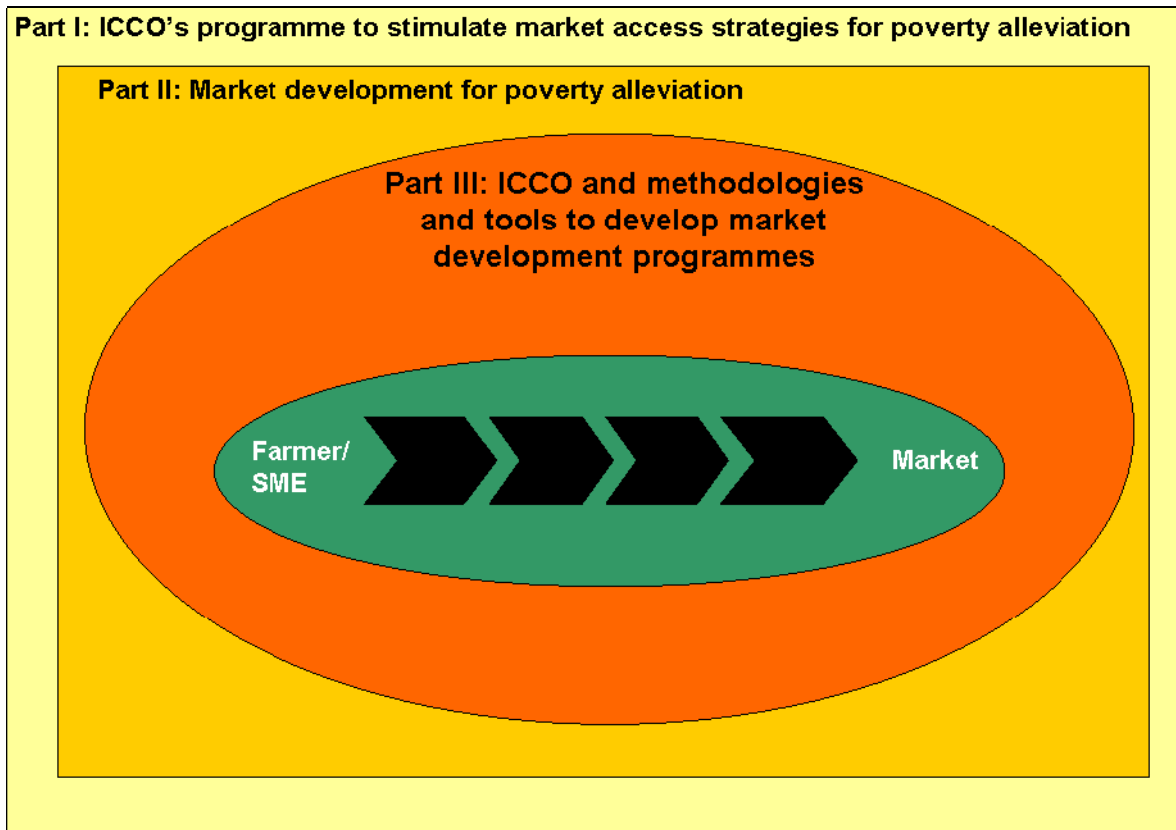 Part I: ICCO's programme to stimulate market access strategies for poverty alleviation
Part II: Market development for poverty alleviation
Part III: ICCO and methodologies
and tools to develop market
development programmes
Farmer/
SME
Market